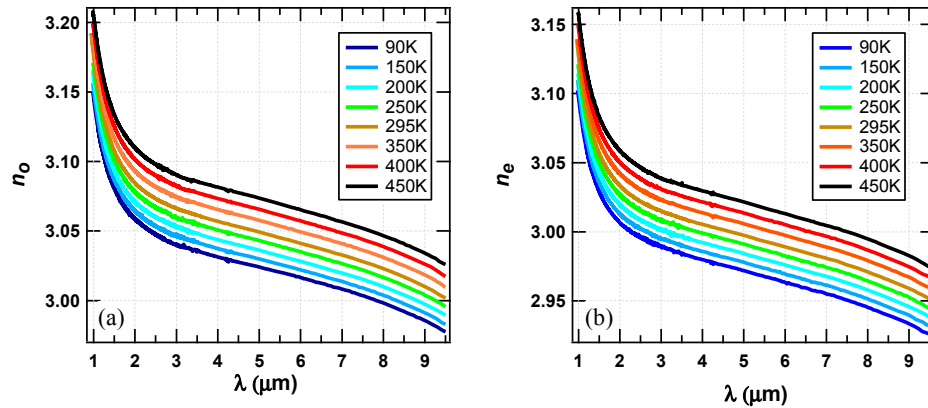 3.20
3.15
3.10
3.05
3.00
n_o
90K
150K
200K
250K
295K
350K
400K
450K
(a)
1 2 3 4 5 6 7 8 9
λ (μm)
3.15
3.10
3.05
3.00
2.95
n_e
90K
150K
200K
250K
295K
350K
400K
450K
(b)
1 2 3 4 5 6 7 8 9
λ (μm)